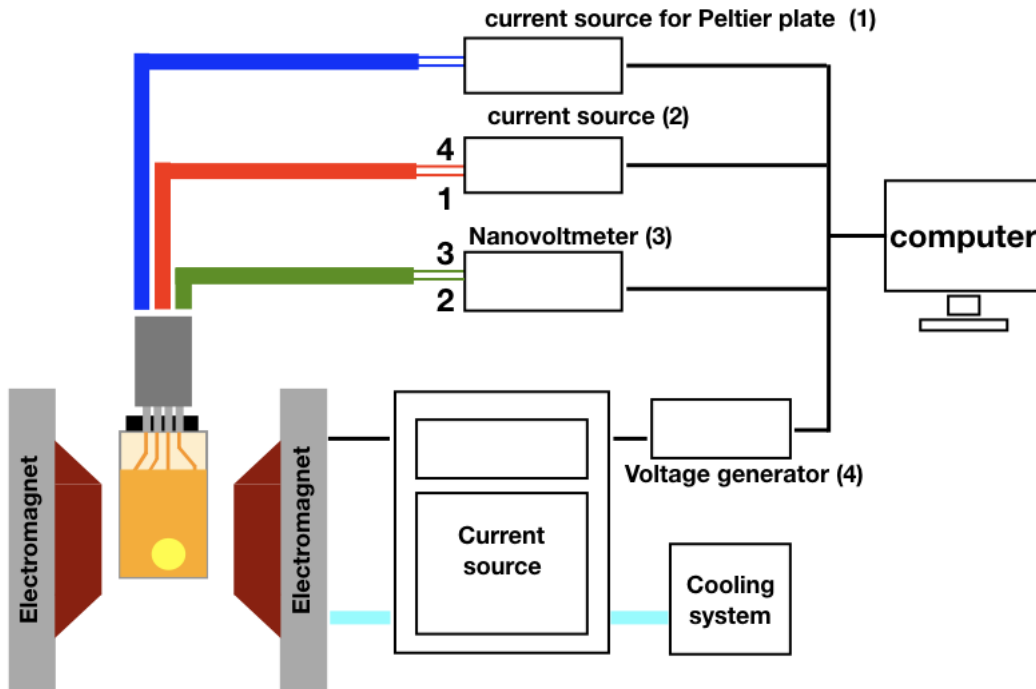 current source for Peltier plate (1)
current source (2)
4
1
Nanovoltmeter (3)
3
2
computer
Electromagnet
Electromagnet
Voltage generator (4)
Current
source
Cooling
system